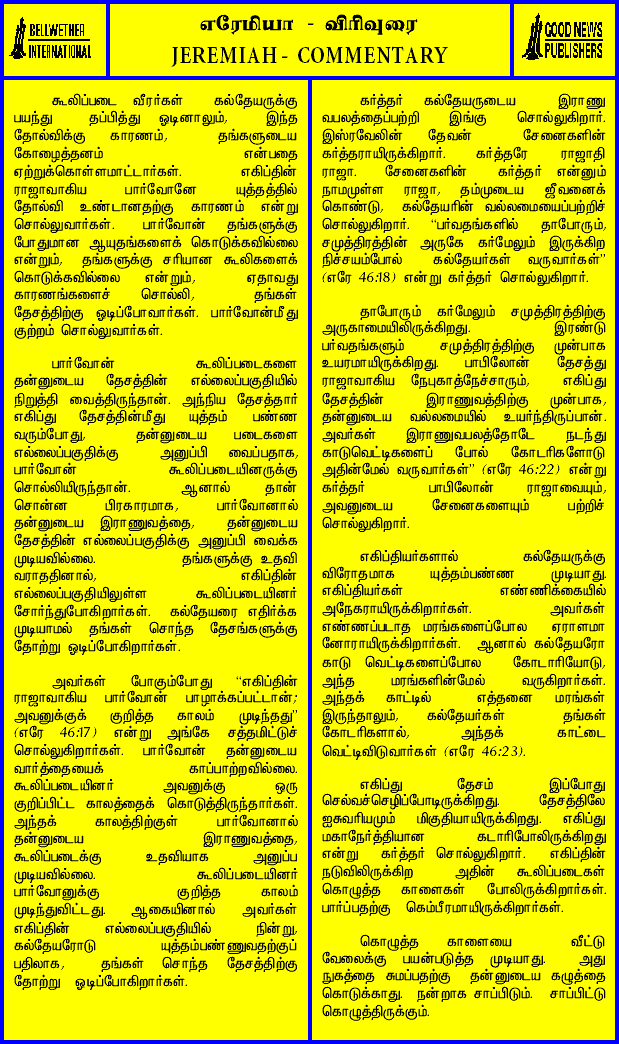 BELLWETHER
INTERNATIONAL
எரேமியா - விரிவுரை
JEREMIAH - COMMENTARY
GOOD NEWS
PUBLISHERS
கூலிப்படை வீரர்கள் கல்தேயருக்கு
பயந்து தப்பித்து ஓடினாலும், இந்த
தோல்விக்கு காரணம், தங்களுடைய
கோழைத்தனம் என்பதை
ஏற்றுக்கொள்ளமாட்டார்கள். எகிப்தின்
ராஜாவாகிய பார்வோனே யுத்தத்தில்
தோல்வி உண்டானதற்கு காரணம் என்று
சொல்லுவார்கள். பார்வோன் தங்களுக்கு
போதுமான ஆயுதங்களைக் கொடுக்கவில்லை
என்றும், தங்களுக்கு சரியான கூலிகளைக்
கொடுக்கவில்லை என்றும், ஏதாவது
காரணங்களைச் சொல்லி, தங்கள்
தேசத்திற்கு ஓடிப்போவார்கள். பார்வோன்மீது
குற்றம் சொல்லுவார்கள்.
பார்வோன் கூலிப்படைகளை
தன்னுடைய தேசத்தின் எல்லைப்பகுதியில்
நிறுத்தி வைத்திருந்தான். அந்நிய தேசத்தார்
எகிப்து தேசத்தின்மீது யுத்தம் பண்ண
வரும்போது, தன்னுடைய படைகளை
எல்லைப்பகுதிக்கு அனுப்பி வைப்பதாக,
பார்வோன் கூலிப்படையினருக்கு
சொல்லியிருந்தான். ஆனால் தான்
சொன்ன பிரகாரமாக, பார்வோனால்
தன்னுடைய இராணுவத்தை, தன்னுடைய
தேசத்தின் எல்லைப்பகுதிக்கு அனுப்பி வைக்க
முடியவில்லை. தங்களுக்கு உதவி
வராததினால், எகிப்தின்
எல்லைப்பகுதியிலுள்ள கூலிப்படையினர்
சோர்ந்துபோகிறார்கள். கல்தேயரை எதிர்க்க
முடியாமல் தங்கள் சொந்த தேசங்களுக்கு
தோற்று ஓடிப்போகிறார்கள்.
அவர்கள் போகும்போது “எகிப்தின்
ராஜாவாகிய பார்வோன் பாழாக்கப்பட்டான்;
அவனுக்குக் குறித்த காலம் முடிந்தது”
(எரே 46:17) என்று அங்கே சத்தமிட்டுச்
சொல்லுகிறார்கள். பார்வோன் தன்னுடைய
வார்த்தையைக் காப்பாற்றவில்லை.
கூலிப்படையினர் அவனுக்கு ஒரு
குறிப்பிட்ட காலத்தைக் கொடுத்திருந்தார்கள்.
அந்தக் காலத்திற்குள் பார்வோனால்
தன்னுடைய இராணுவத்தை,
கூலிப்படைக்கு உதவியாக அனுப்ப
முடியவில்லை. கூலிப்படையினர்
பார்வோனுக்கு குறித்த காலம்
முடிந்துவிட்டது. ஆகையினால் அவர்கள்
எகிப்தின் எல்லைப்பகுதியில் நின்று,
கல்தேயரோடு யுத்தம்பண்ணுவதற்குப்
பதிலாக, தங்கள் சொந்த தேசத்திற்கு
தோற்று ஓடிப்போகிறார்கள்.
கர்த்தர் கல்தேயருடைய இராணு
வபலத்தைப்பற்றி இங்கு சொல்லுகிறார்.
இஸ்ரவேலின் தேவன் சேனைகளின்
கர்த்தராயிருக்கிறார். கர்த்தரே ராஜாதி
ராஜா. சேனைகளின் கர்த்தர் என்னும்
நாமமுள்ள ராஜா, தம்முடைய ஜீவனைக்
கொண்டு, கல்தேயரின் வல்லமையைப்பற்றிச்
சொல்லுகிறார். “பர்வதங்களில் தாபோரும்,
சமுத்திரத்தின் அருகே கர்மேலும் இருக்கிற
நிச்சயம்போல் கல்தேயர்கள் வருவார்கள்”
(எரே 46:18) என்று கர்த்தர் சொல்லுகிறார்.
தாபோரும் கர்மேலும் சமுத்திரத்திற்கு
அருகாமையிலிருக்கிறது. இரண்டு
பர்வதங்களும் சமுத்திரத்திற்கு முன்பாக
உயரமாயிருக்கிறது. பாபிலோன் தேசத்து
ராஜாவாகிய நேபுகாத்நேச்சாரும், எகிப்து
தேசத்தின் இராணுவத்திற்கு முன்பாக,
தன்னுடைய வல்லமையில் உயர்ந்திருப்பான்.
அவர்கள் இராணுவபலத்தோடே நடந்து
காடுவெட்டிகளைப் போல் கோடரிகளோடு
அதின்மேல் வருவார்கள்” (எரே 46:22) என்று
கர்த்தர் பாபிலோன் ராஜாவையும்,
அவனுடைய சேனைகளையும் பற்றிச்
சொல்லுகிறார்.
எகிப்தியர்களால் கல்தேயருக்கு
விரோதமாக யுத்தம்பண்ண முடியாது.
எகிப்தியர்கள் எண்ணிக்கையில்
அநேகராயிருக்கிறார்கள். அவர்கள்
எண்ணப்படாத மரங்களைப்போல ஏராளமா
னோராயிருக்கிறார்கள். ஆனால் கல்தேயரோ
காடு வெட்டிகளைப்போல கோடாரியோடு,
அந்த மரங்களின்மேல் வருகிறார்கள்.
அந்தக் காட்டில் எத்தனை மரங்கள்
இருந்தாலும், கல்தேயர்கள் தங்கள்
கோடரிகளால், அந்தக் காட்டை
வெட்டிவிடுவார்கள் (எரே 46:23).
எகிப்து தேசம் இப்போது
செல்வச்செழிப்போடிருக்கிறது. தேசத்திலே
ஐசுவரியமும் மிகுதியாயிருக்கிறது. எகிப்து
மகாநேர்த்தியான கடாரிபோலிருக்கிறது
என்று கர்த்தர் சொல்லுகிறார். எகிப்தின்
நடுவிலிருக்கிற அதின் கூலிப்படைகள்
கொழுத்த காளைகள் போலிருக்கிறார்கள்.
பார்ப்பதற்கு கெம்பீரமாயிருக்கிறார்கள்.
கொழுத்த காளையை வீட்டு
வேலைக்கு பயன்படுத்த முடியாது. அது
நுகத்தை சுமப்பதற்கு தன்னுடைய கழுத்தை
கொடுக்காது. நன்றாக சாப்பிடும். சாப்பிட்டு
கொழுத்திருக்கும்.